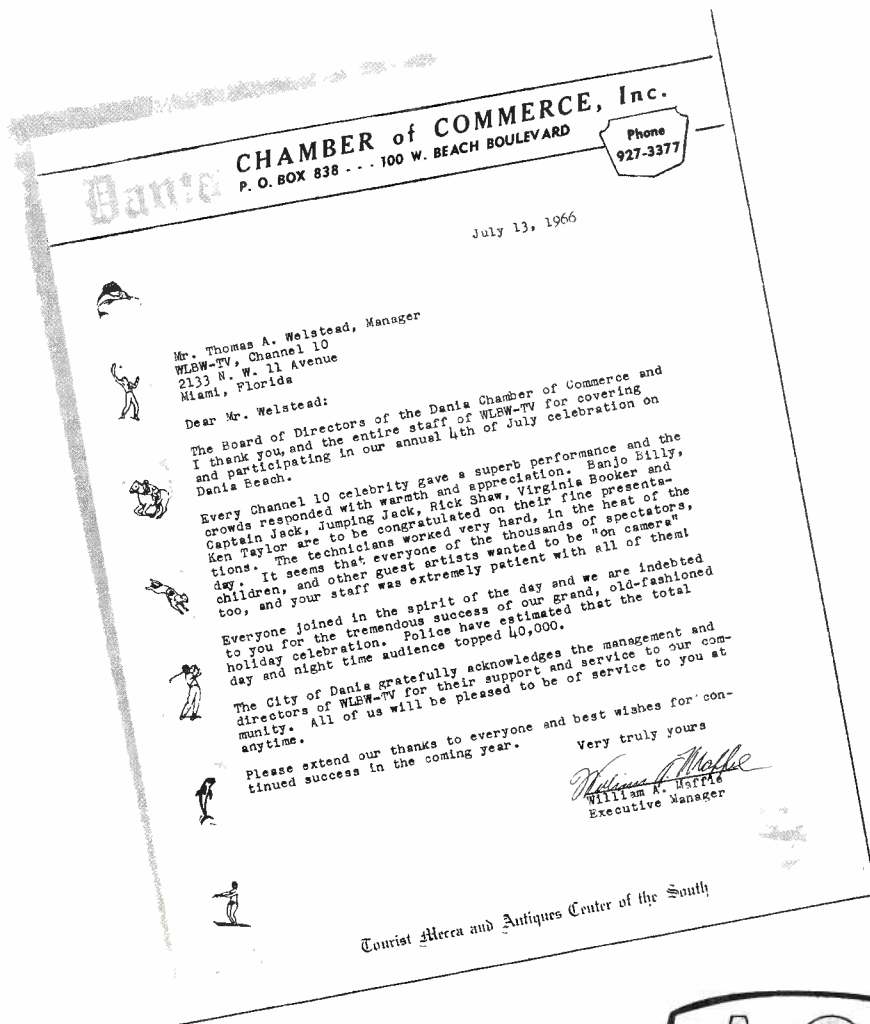 Dania
CHAMBER of COMMERCE, Inc.
P. O. BOX 838 - - - 100 W. BEACH BOULEVARD
Phone
927-3377
July 13, 1966
Mr. Thomas A. Welstead, Manager
WLBW-TV, Channel 10
2133 N. W. 11 Avenue
Miami, Florida
Dear Mr. Welstead:
The Board of Directors of the Dania Chamber of Commerce and
I thank you,and the entire staff of WLBW-TV for covering
and participating in our annual 4th of July celebration on
Dania Beach.
Every Channel 10 celebrity gave a superb performance and the
crowds responded with warmth and appreciation. Banjo Billy,
Captain Jack, Jumping Jack, Rick Shaw, Virginia Booker and
Ken Taylor are to be congratulated on their fine presenta-
tions. The technicians worked very hard, in the heat of the
day. It seems that everyone of the thousands of spectators,
children, and other guest artists wanted to be "on camera"
too, and your staff was extremely patient with all of them!
Everyone joined in the spirit of the day and we are indebted
to you for the tremendous success of our grand, old-fashioned
holiday celebration. Police have estimated that the total
day and night time audience topped 40,000.
The City of Dania gratefully acknowledges the management and
directors of WLBW-TV for their support and service to our com-
munity. All of us will be pleased to be of service to you at
anytime.
Please extend our thanks to everyone and best wishes for con-
tinued success in the coming year.
Very truly yours
William A. Maffie
William A. Maffie
Executive Manager
Tourist Mecca and Antiques Center of the South